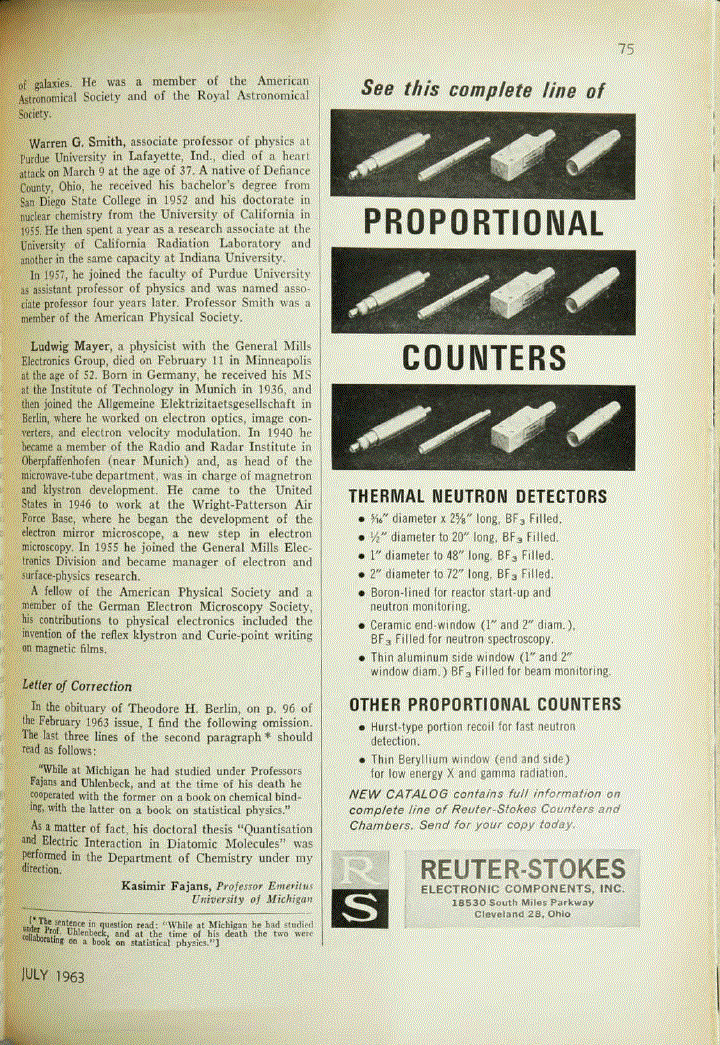 75
of galaxies. He was a member of the American
Astronomical Society and of the Royal Astronomical
Society.
Warren G. Smith, associate professor of physics at
Purdue University in Lafayette, Ind., died of a heart
attack on March 9 at the age of 37. A native of Defiance
County, Ohio, he received his bachelor's degree from
San Diego State College in 1952 and his doctorate in
nuclear chemistry from the University of California in
1955. He then spent a year as a research associate at the
University of California Radiation Laboratory and
another in the same capacity at Indiana University.
In 1957, he joined the faculty of Purdue University
as assistant professor of physics and was named asso-
ciate professor four years later. Professor Smith was a
member of the American Physical Society.
Ludwig Mayer, a physicist with the General Mills
Electronics Group, died on February 11 in Minneapolis
at the age of 52. Born in Germany, he received his MS
at the Institute of Technology in Munich in 1936, and
then joined the Allgemeine Elektrizitaetsgesellschaft in
Berlin, where he worked on electron optics, image con-
verters, and electron velocity modulation. In 1940 he
became a member of the Radio and Radar Institute in
Oberpfaffenhofen (near Munich) and, as head of the
microwave-tube department, was in charge of magnetron
and klystron development. He came to the United
States in 1946 to work at the Wright-Patterson Air
Force Base, where he began the development of the
electron mirror microscope, a new step in electron
microscopy. In 1955 he joined the General Mills Elec-
tronics Division and became manager of electron and
surface-physics research.
A fellow of the American Physical Society and a
member of the German Electron Microscopy Society,
his contributions to physical electronics included the
invention of the reflex klystron and Curie-point writing
on magnetic films.
Letter of Correction
In the obituary of Theodore H. Berlin, on p. 96 of
the February 1963 issue, I find the following omission.
The last three lines of the second paragraph * should
read as follows:
"While at Michigan he had studied under Professors
Fajans and Uhlenbeck, and at the time of his death he
cooperated with the former on a book on chemical bind-
ing, with the latter on a book on statistical physics."
As a matter of fact, his doctoral thesis "Quantisation
and Electric Interaction in Diatomic Molecules" was
performed in the Department of Chemistry under my
direction.
Kasimir Fajans, Professor Emeritus
University of Michigan
[* The sentence in question read: "While at Michigan he had studied
under Prof. Uhlenbeck, and at the time of his death the two were
collaborating on a book on statistical physics."]
JULY 1963
See this complete line of
PROPORTIONAL
COUNTERS
THERMAL NEUTRON DETECTORS
● 5/16" diameter x 2 5/8" long, BF3 Filled.
● 1/2" diameter to 20" long, BF3 Filled.
● 1" diameter to 48" long, BF3 Filled.
● 2" diameter to 72" long, BF3 Filled.
● Boron-lined for reactor start-up and
neutron monitoring.
● Ceramic end-window (1" and 2" diam.),
BF3 Filled for neutron spectroscopy.
● Thin aluminum side window (1" and 2"
window diam.) BF3 Filled for beam monitoring.
OTHER PROPORTIONAL COUNTERS
● Hurst-type portion recoil for fast neutron
detection.
● Thin Beryllium window (end and side)
for low energy X and gamma radiation.
NEW CATALOG contains full information on
complete line of Reuter-Stokes Counters and
Chambers. Send for your copy today.
R
S
REUTER-STOKES
ELECTRONIC COMPONENTS, INC.
18530 South Miles Parkway
Cleveland 28, Ohio